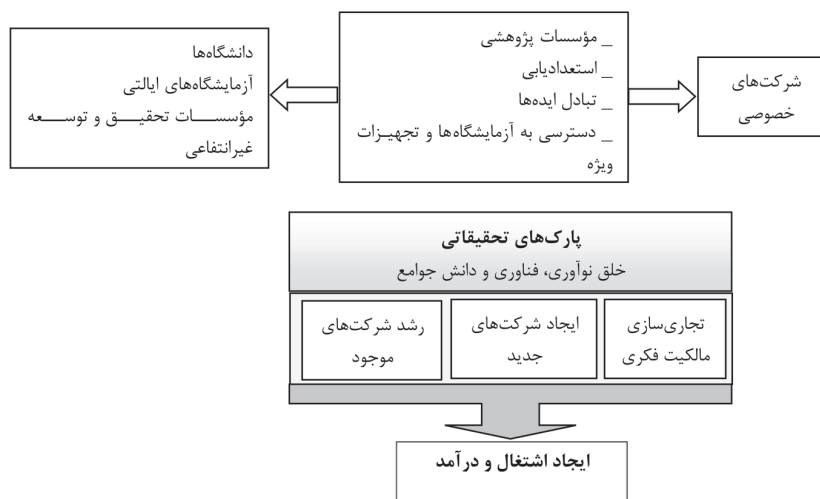 شرکت‌های
خصوصی
_ مؤسسات پژوهشی
_ استعدادیابی
_ تبادل ایده‌ها
_ دسترسی به آزمایشگاه‌ها و تجهیزات
ویژه
دانشگاه‌ها
آزمایشگاه‌های ایالتی
مؤسسات تحقیق و توسعه
غیرانتفاعی
پارک‌های تحقیقاتی
خلق نوآوری، فناوری و دانش جوامع
تجاری‌سازی
مالکیت فکری
ایجاد شرکت‌های
جدید
رشد شرکت‌های
موجود
ایجاد اشتغال و درآمد